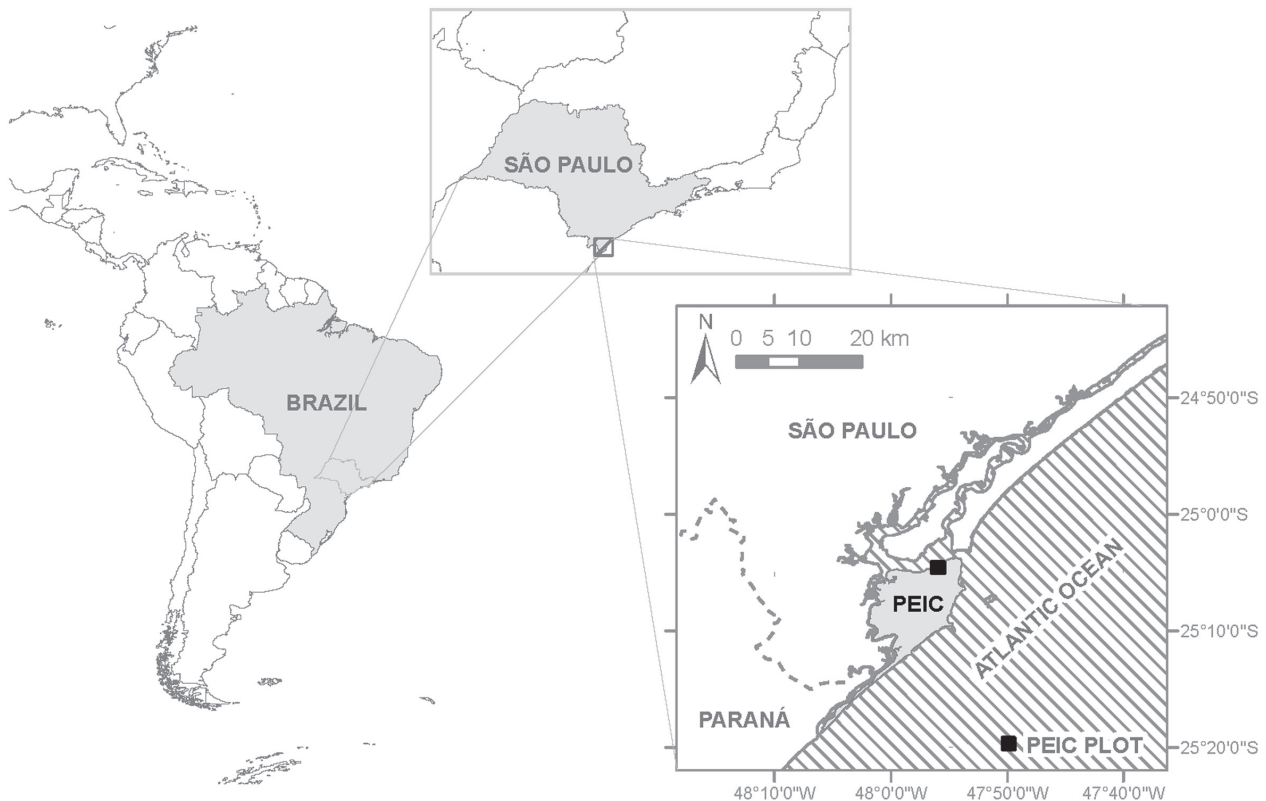 SÃO PAULO
BRAZIL
N
0 5 10 20 km
SÃO PAULO
24°50'0"S
25°0'0"S
PEIC
ATLANTIC OCEAN
25°10'0"S
PARANÁ
PEIC PLOT
25°20'0"S
48°10'0"W 48°0'0"W 47°50'0"W 47°40'0"W